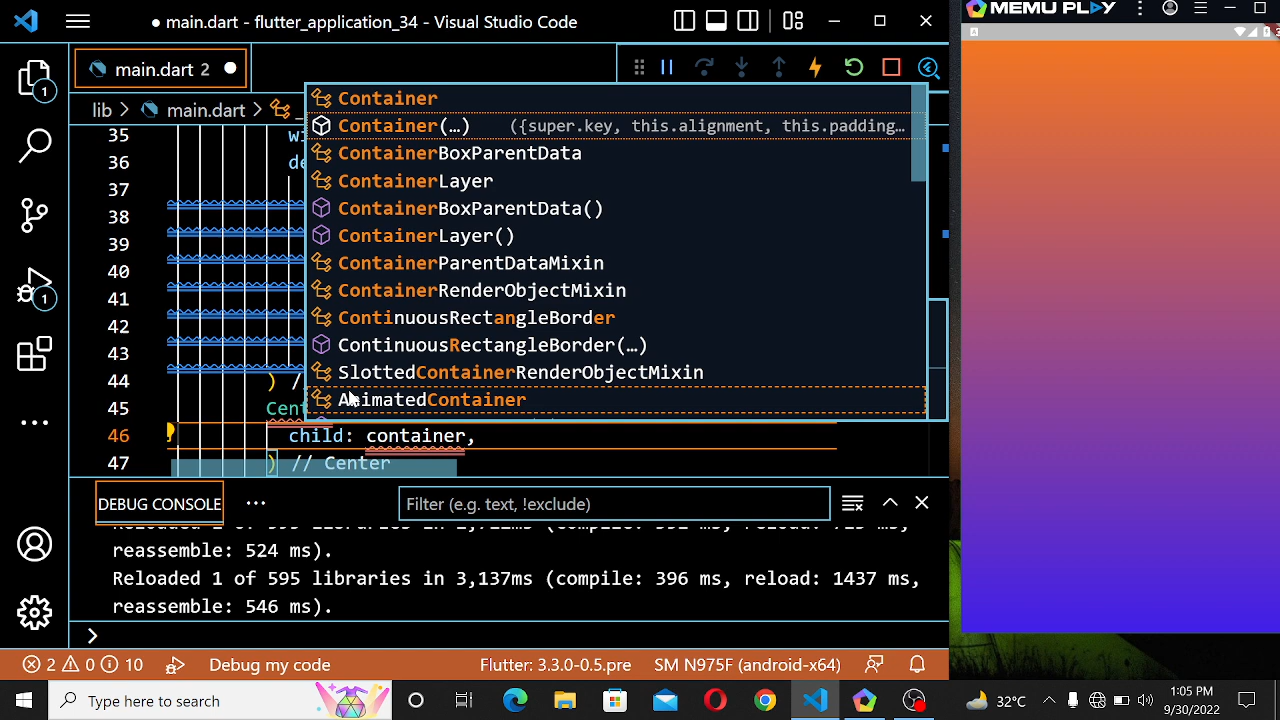 ● main.dart - flutter_application_34 - Visual Studio Code
MEMU PLAY
main.dart 2 ●
lib > main.dart >
Container
Container(…) ({super.key, this.alignment, this.padding…
ContainerBoxParentData
ContainerLayer
ContainerBoxParentData()
ContainerLayer()
ContainerParentDataMixin
ContainerRenderObjectMixin
ContinuousRectangleBorder
ContinuousRectangleBorder(…)
SlottedContainerRenderObjectMixin
AnimatedContainer
35 wi
36 de
37
38
39
40
41
42
43
44 ) /
45 Cent
46 child: container,
47 ) // Center
1
1
DEBUG CONSOLE
Filter (e.g. text, !exclude)
reassemble: 524 ms).
Reloaded 1 of 595 libraries in 3,137ms (compile: 396 ms, reload: 1437 ms,
reassemble: 546 ms).
>
2 0 10 Debug my code Flutter: 3.3.0-0.5.pre SM N975F (android-x64)
Type here to search
32°C
1:05 PM
9/30/2022